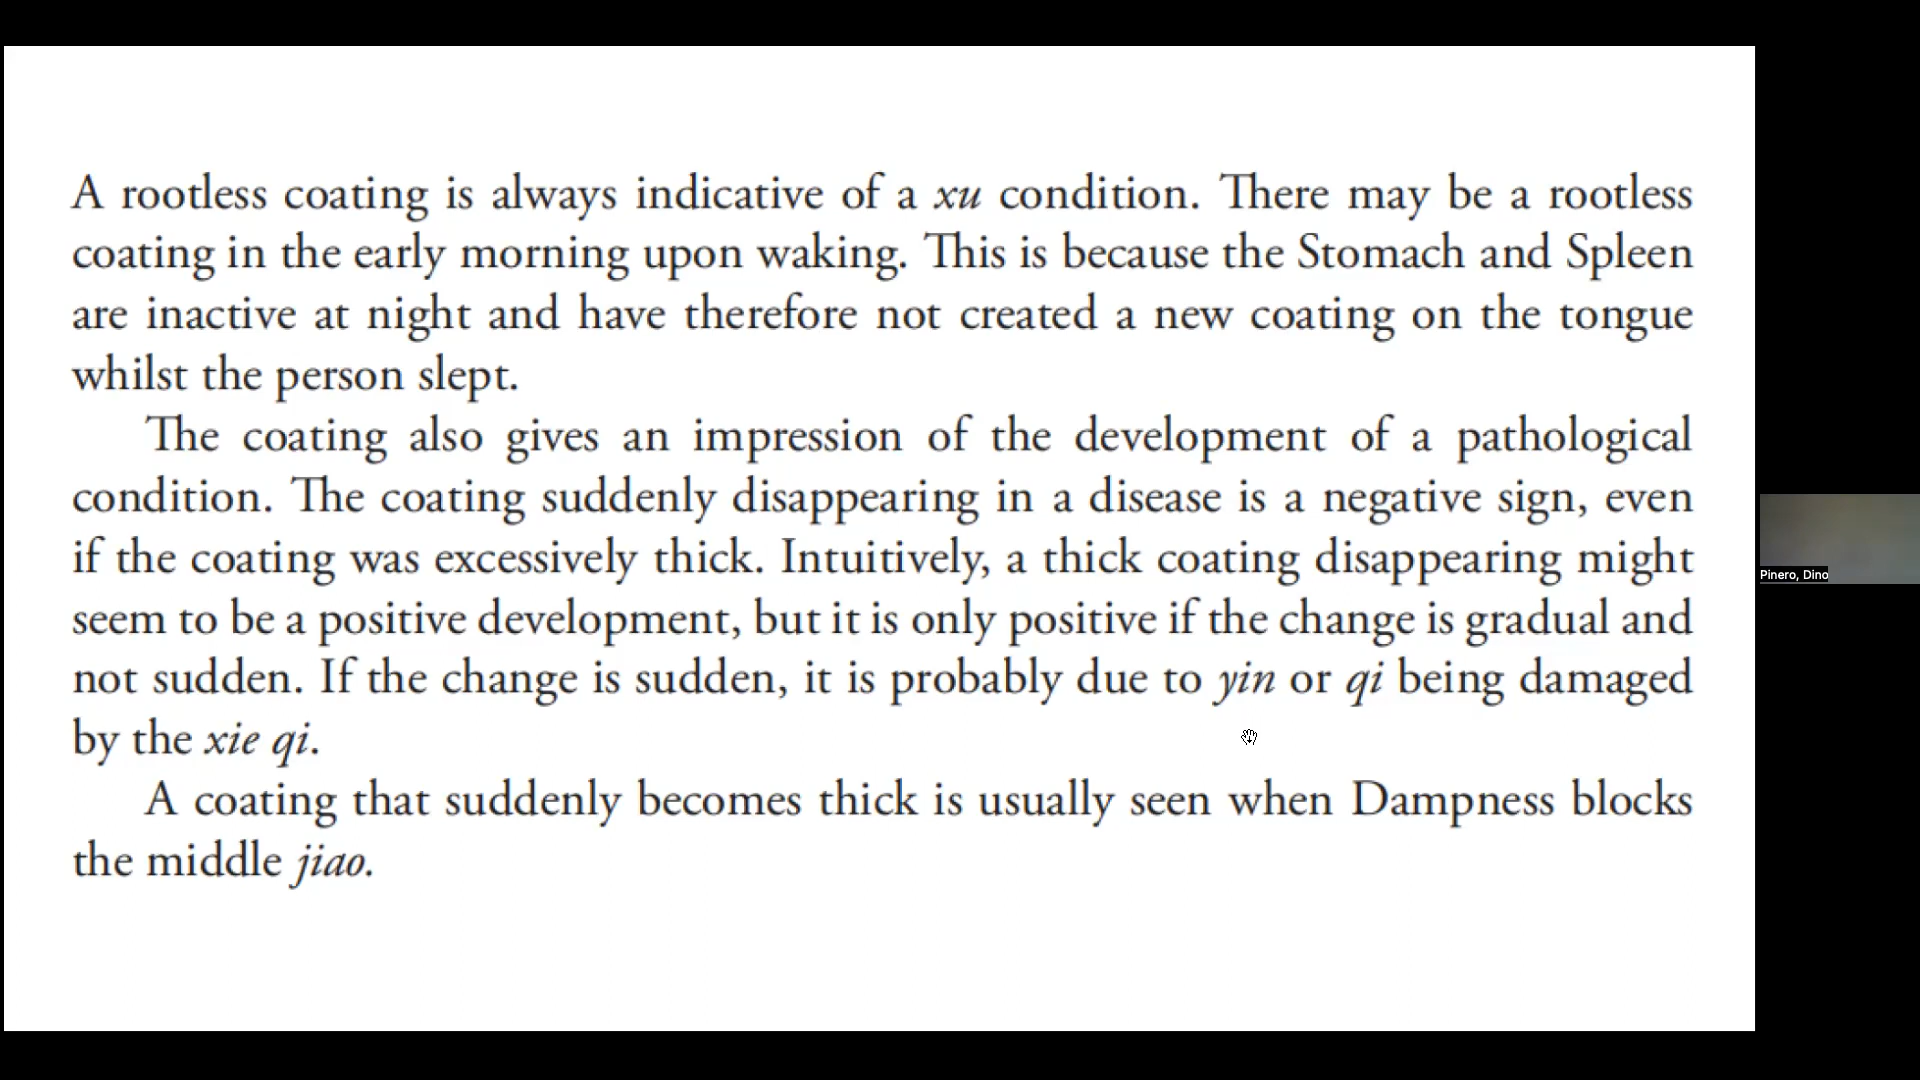 A rootless coating is always indicative of a xu condition. There may be a rootless
coating in the early morning upon waking. This is because the Stomach and Spleen
are inactive at night and have therefore not created a new coating on the tongue
whilst the person slept.
The coating also gives an impression of the development of a pathological
condition. The coating suddenly disappearing in a disease is a negative sign, even
if the coating was excessively thick. Intuitively, a thick coating disappearing might
seem to be a positive development, but it is only positive if the change is gradual and
not sudden. If the change is sudden, it is probably due to yin or qi being damaged
by the xie qi.
A coating that suddenly becomes thick is usually seen when Dampness blocks
the middle jiao.
Pinero, Dino